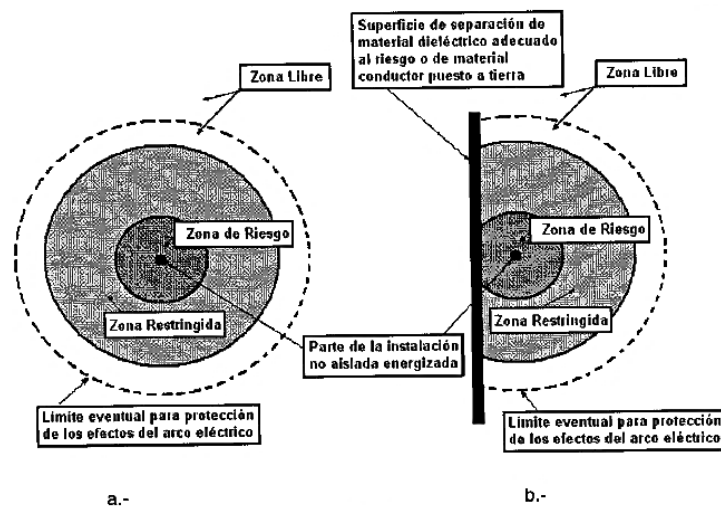 Superficie de separación de
material dieléctrico adecuado
al riesgo o de material
conductor puesto a tierra
Zona Libre
Zona Libre
Zona de Riesgo
Zona de Riesgo
Zona Restringida
Zona Restringida
Parte de la instalación
no aislada energizada
Límite eventual para protección
de los efectos del arco eléctrico
Límite eventual para protección
de los efectos del arco eléctrico
a.-
b.-